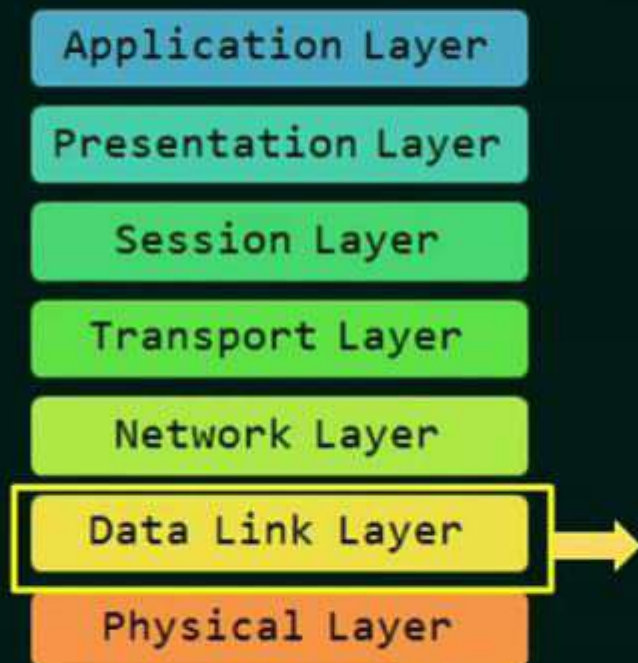 Application Layer
Presentation Layer
Session Layer
Transport Layer
Network Layer
Data Link Layer
Physical Layer